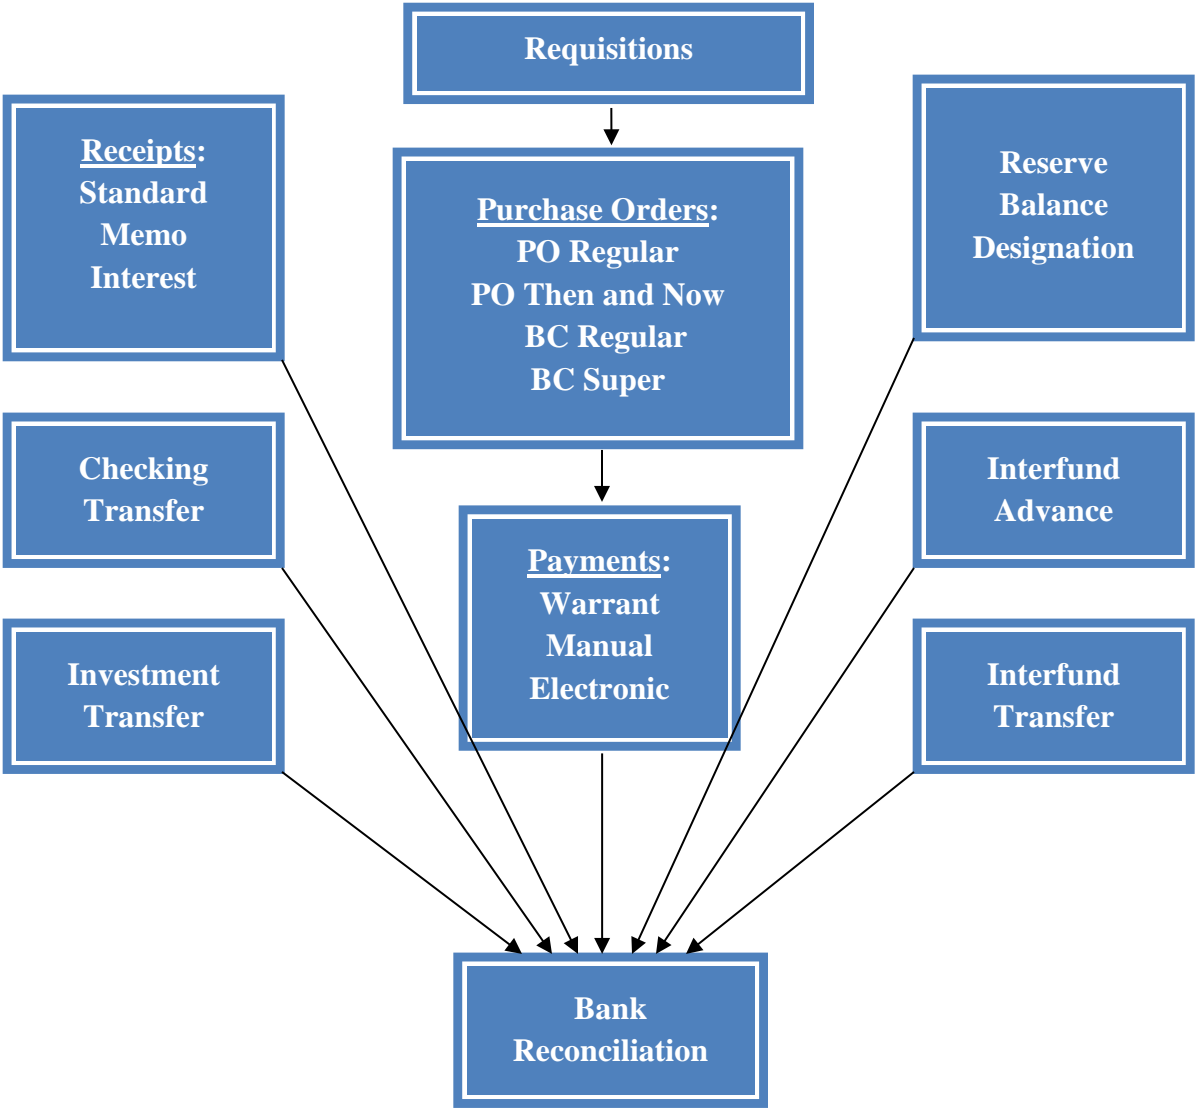 Requisitions
Receipts:
Standard
Memo
Interest
Purchase Orders:
PO Regular
PO Then and Now
BC Regular
BC Super
Reserve
Balance
Designation
Checking
Transfer
Payments:
Warrant
Manual
Electronic
Interfund
Advance
Investment
Transfer
Interfund
Transfer
Bank
Reconciliation